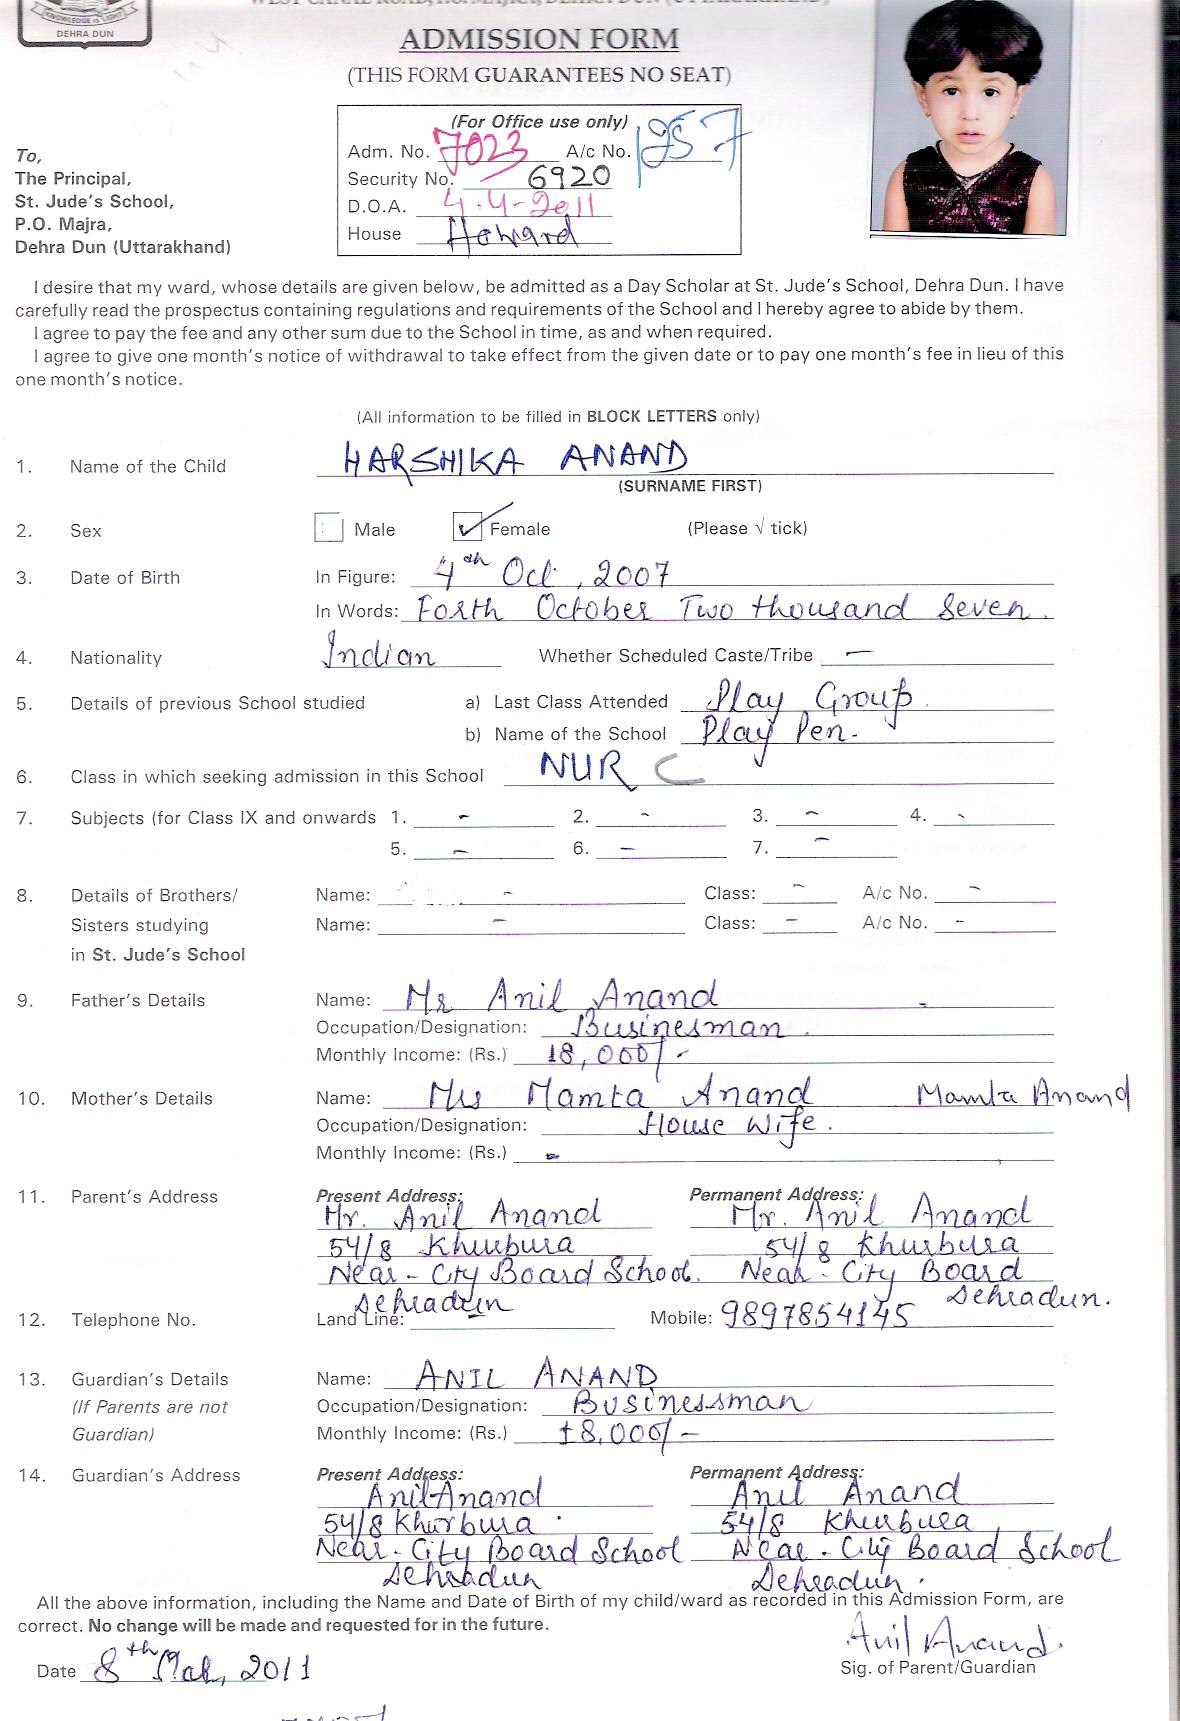 KNOWLEDGE is LIGHT
DEHRA DUN
ADMISSION FORM
(THIS FORM GUARANTEES NO SEAT)
(For Office use only)
Adm. No. 7023 A/c No. 1257
Security No. 6920
D.O.A. 4.4-2011
House Howard
To,
The Principal,
St. Jude's School,
P.O. Majra,
Dehra Dun (Uttarakhand)
I desire that my ward, whose details are given below, be admitted as a Day Scholar at St. Jude's School, Dehra Dun. I have
carefully read the prospectus containing regulations and requirements of the School and I hereby agree to abide by them.
I agree to pay the fee and any other sum due to the School in time, as and when required.
I agree to give one month's notice of withdrawal to take effect from the given date or to pay one month's fee in lieu of this
one month's notice.
(All information to be filled in BLOCK LETTERS only)
1. Name of the Child HARSHIKA ANAND
(SURNAME FIRST)
2. Sex Male ✓ Female (Please √ tick)
3. Date of Birth In Figure: 4th Oct, 2007
In Words: Forth October Two thousand Seven.
4. Nationality Indian Whether Scheduled Caste/Tribe —
5. Details of previous School studied a) Last Class Attended Play Group.
b) Name of the School Play Pen.
6. Class in which seeking admission in this School NUR C
7. Subjects (for Class IX and onwards 1. - 2. - 3. - 4. -
5. - 6. - 7. -
8. Details of Brothers/ Name: - Class: - A/c No. -
Sisters studying Name: - Class: - A/c No. -
in St. Jude's School
9. Father's Details Name: Mr Anil Anand -
Occupation/Designation: Businesman.
Monthly Income: (Rs.) 18,000/-
10. Mother's Details Name: Mrs Mamta Anand Mamta Anand
Occupation/Designation: House Wife.
Monthly Income: (Rs.) -
11. Parent's Address Present Address: Permanent Address:
Mr. Anil Anand Mr. Anil Anand
54/8 Khurbura 54/8 Khurbura
Near - City Board School. Near - City Board
Dehradun Dehradun.
12. Telephone No. Land Line: - Mobile: 9897854145
13. Guardian's Details Name: ANIL ANAND
(If Parents are not Occupation/Designation: Businessman
Guardian) Monthly Income: (Rs.) 18,000/-
14. Guardian's Address Present Address: Permanent Address:
Anil Anand Anil Anand
54/8 Khurbura. 54/8 Khurbura
Near - City Board School Near - City Board School
Dehradun Dehradun.
All the above information, including the Name and Date of Birth of my child/ward as recorded in this Admission Form, are
correct. No change will be made and requested for in the future.
Anil Anand.
Date 8th Mar, 2011 Sig. of Parent/Guardian